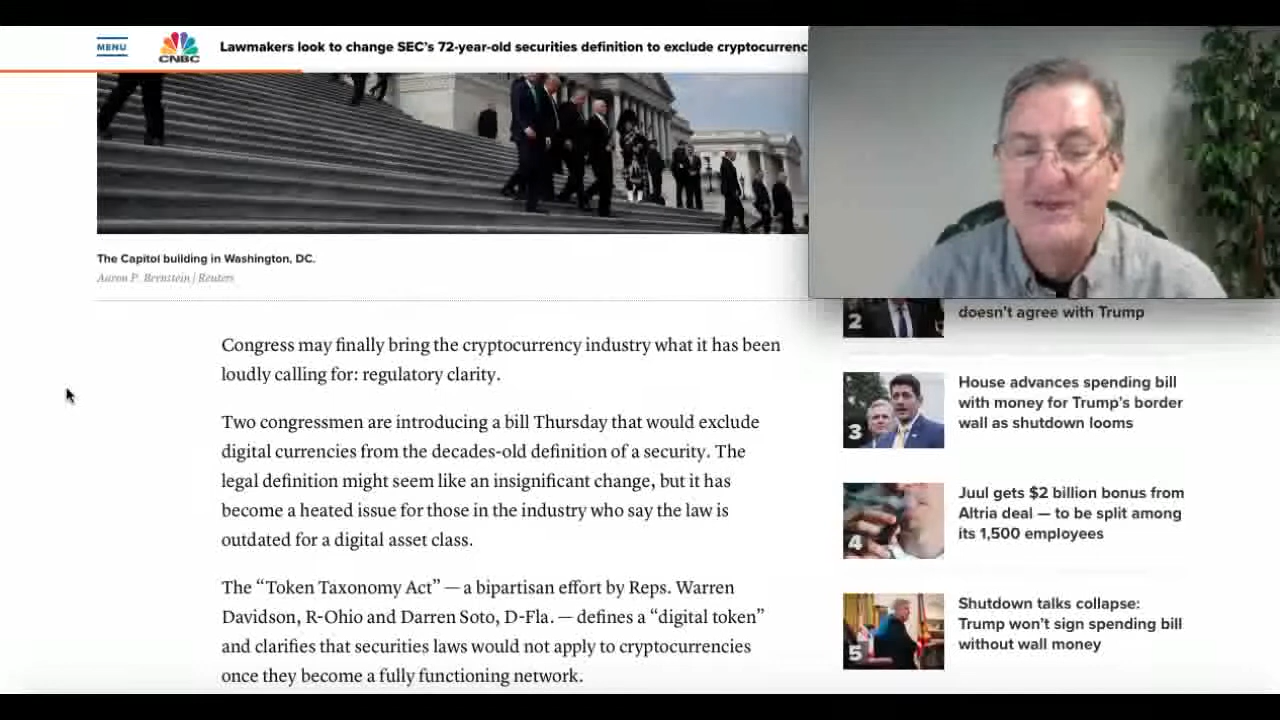 MENU
CNBC
Lawmakers look to change SEC's 72-year-old securities definition to exclude cryptocurrenc
The Capitol building in Washington, DC.
Aaron P. Bernstein | Reuters
Congress may finally bring the cryptocurrency industry what it has been
loudly calling for: regulatory clarity.
Two congressmen are introducing a bill Thursday that would exclude
digital currencies from the decades-old definition of a security. The
legal definition might seem like an insignificant change, but it has
become a heated issue for those in the industry who say the law is
outdated for a digital asset class.
The “Token Taxonomy Act” — a bipartisan effort by Reps. Warren
Davidson, R-Ohio and Darren Soto, D-Fla. — defines a “digital token”
and clarifies that securities laws would not apply to cryptocurrencies
once they become a fully functioning network.
2
doesn't agree with Trump
3
House advances spending bill
with money for Trump's border
wall as shutdown looms
4
Juul gets $2 billion bonus from
Altria deal — to be split among
its 1,500 employees
5
Shutdown talks collapse:
Trump won't sign spending bill
without wall money